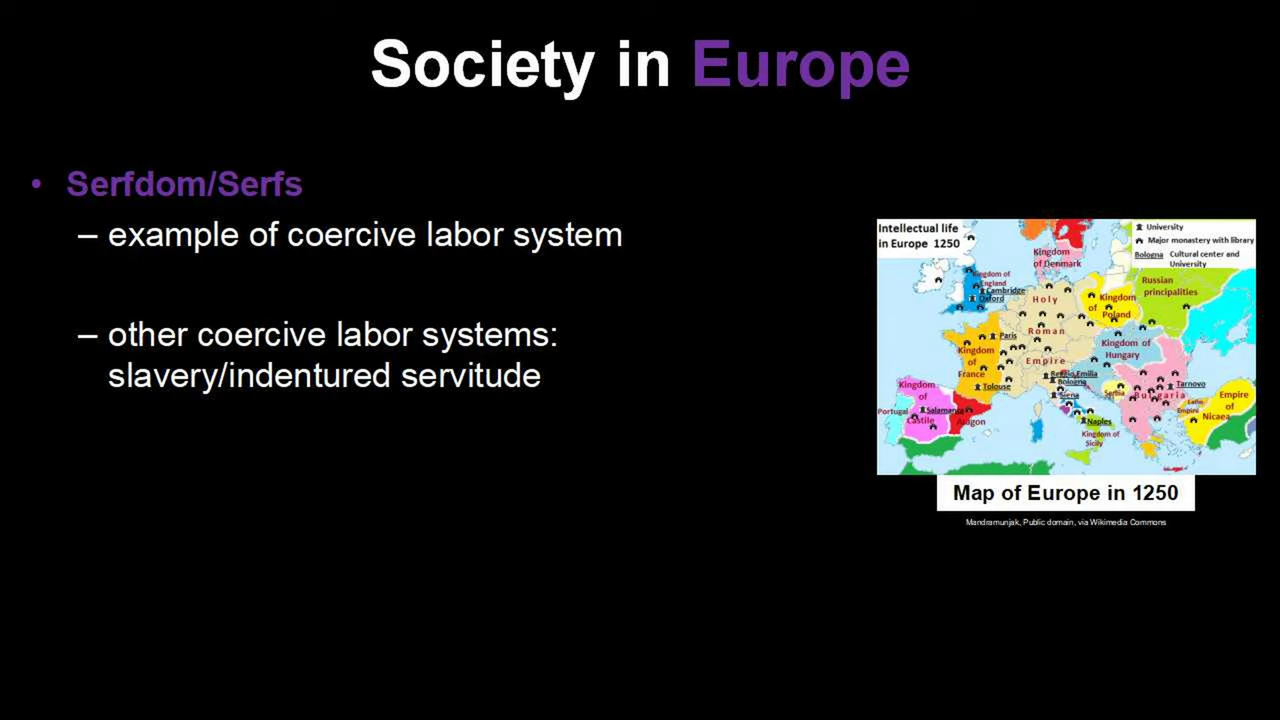 Society in Europe
• Serfdom/Serfs
– example of coercive labor system
– other coercive labor systems:
slavery/indentured servitude
Intellectual life
in Europe 1250
University
Major monastery with library
Bologna Cultural center and
University
Kingdom
of Denmark
Russian
principalities
Kingdom of
England
Cambridge
Oxford
Holy
Roman
Empire
Kingdom
of
Poland
Paris
Kingdom
of
France
Kingdom of
Hungary
Reggio Emilia
Bologna
Tolouse
Siena
Serbia
Bulgaria
Tarnovo
Kingdom
of
Castile
Portugal
Salamanca
Aragon
Naples
Kingdom of
Sicily
Latin
Empire
Empire
of
Nicaea
Map of Europe in 1250
Mandramunjak, Public domain, via Wikimedia Commons